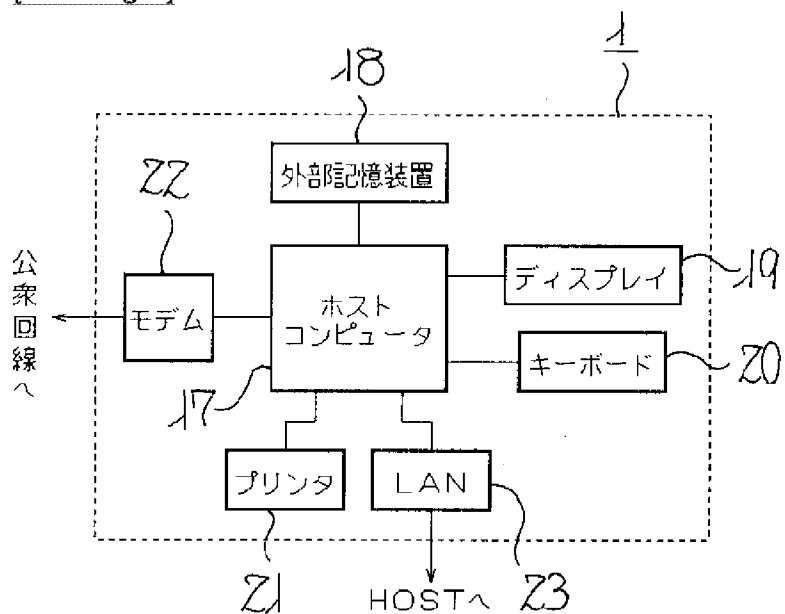 1
18
外部記憶装置
22
ディスプレイ
19
公衆回線へ
モデム
ホスト
コンピュータ
キーボード
20
17
プリンタ
LAN
21
HOSTへ
23